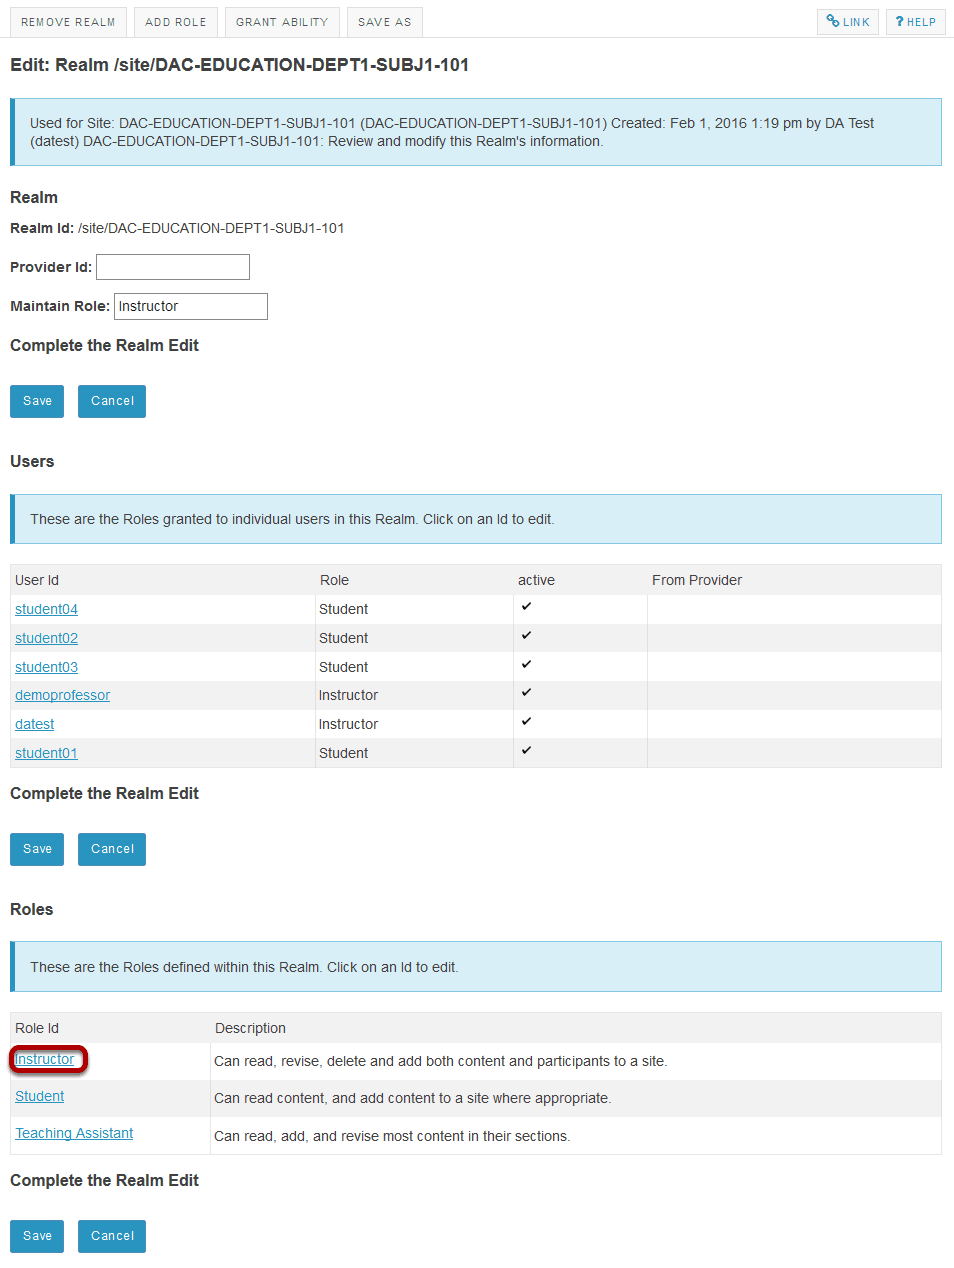 REMOVE REALM ADD ROLE GRANT ABILITY SAVE AS LINK ? HELP
Edit: Realm /site/DAC-EDUCATION-DEPT1-SUBJ1-101
Used for Site: DAC-EDUCATION-DEPT1-SUBJ1-101 (DAC-EDUCATION-DEPT1-SUBJ1-101) Created: Feb 1, 2016 1:19 pm by DA Test
(datest) DAC-EDUCATION-DEPT1-SUBJ1-101: Review and modify this Realm's information.
Realm
Realm Id: /site/DAC-EDUCATION-DEPT1-SUBJ1-101
Provider Id:
Maintain Role: Instructor
Complete the Realm Edit
Save Cancel
Users
These are the Roles granted to individual users in this Realm. Click on an Id to edit.
User Id Role active From Provider
student04 Student ✔
student02 Student ✔
student03 Student ✔
demoprofessor Instructor ✔
datest Instructor ✔
student01 Student ✔
Complete the Realm Edit
Save Cancel
Roles
These are the Roles defined within this Realm. Click on an Id to edit.
Role Id Description
Instructor Can read, revise, delete and add both content and participants to a site.
Student Can read content, and add content to a site where appropriate.
Teaching Assistant Can read, add, and revise most content in their sections.
Complete the Realm Edit
Save Cancel